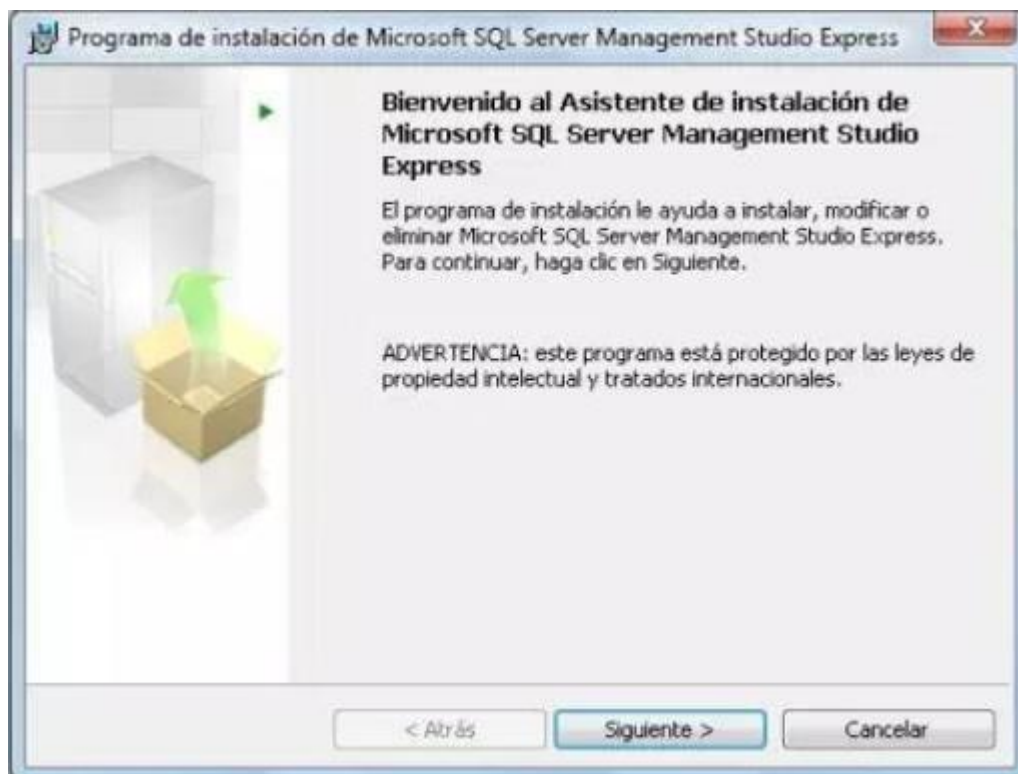 Programa de instalación de Microsoft SQL Server Management Studio Express
Bienvenido al Asistente de instalación de
Microsoft SQL Server Management Studio
Express
El programa de instalación le ayuda a instalar, modificar o
eliminar Microsoft SQL Server Management Studio Express.
Para continuar, haga clic en Siguiente.
ADVERTENCIA: este programa está protegido por las leyes de
propiedad intelectual y tratados internacionales.
< Atrás
Siguiente >
Cancelar